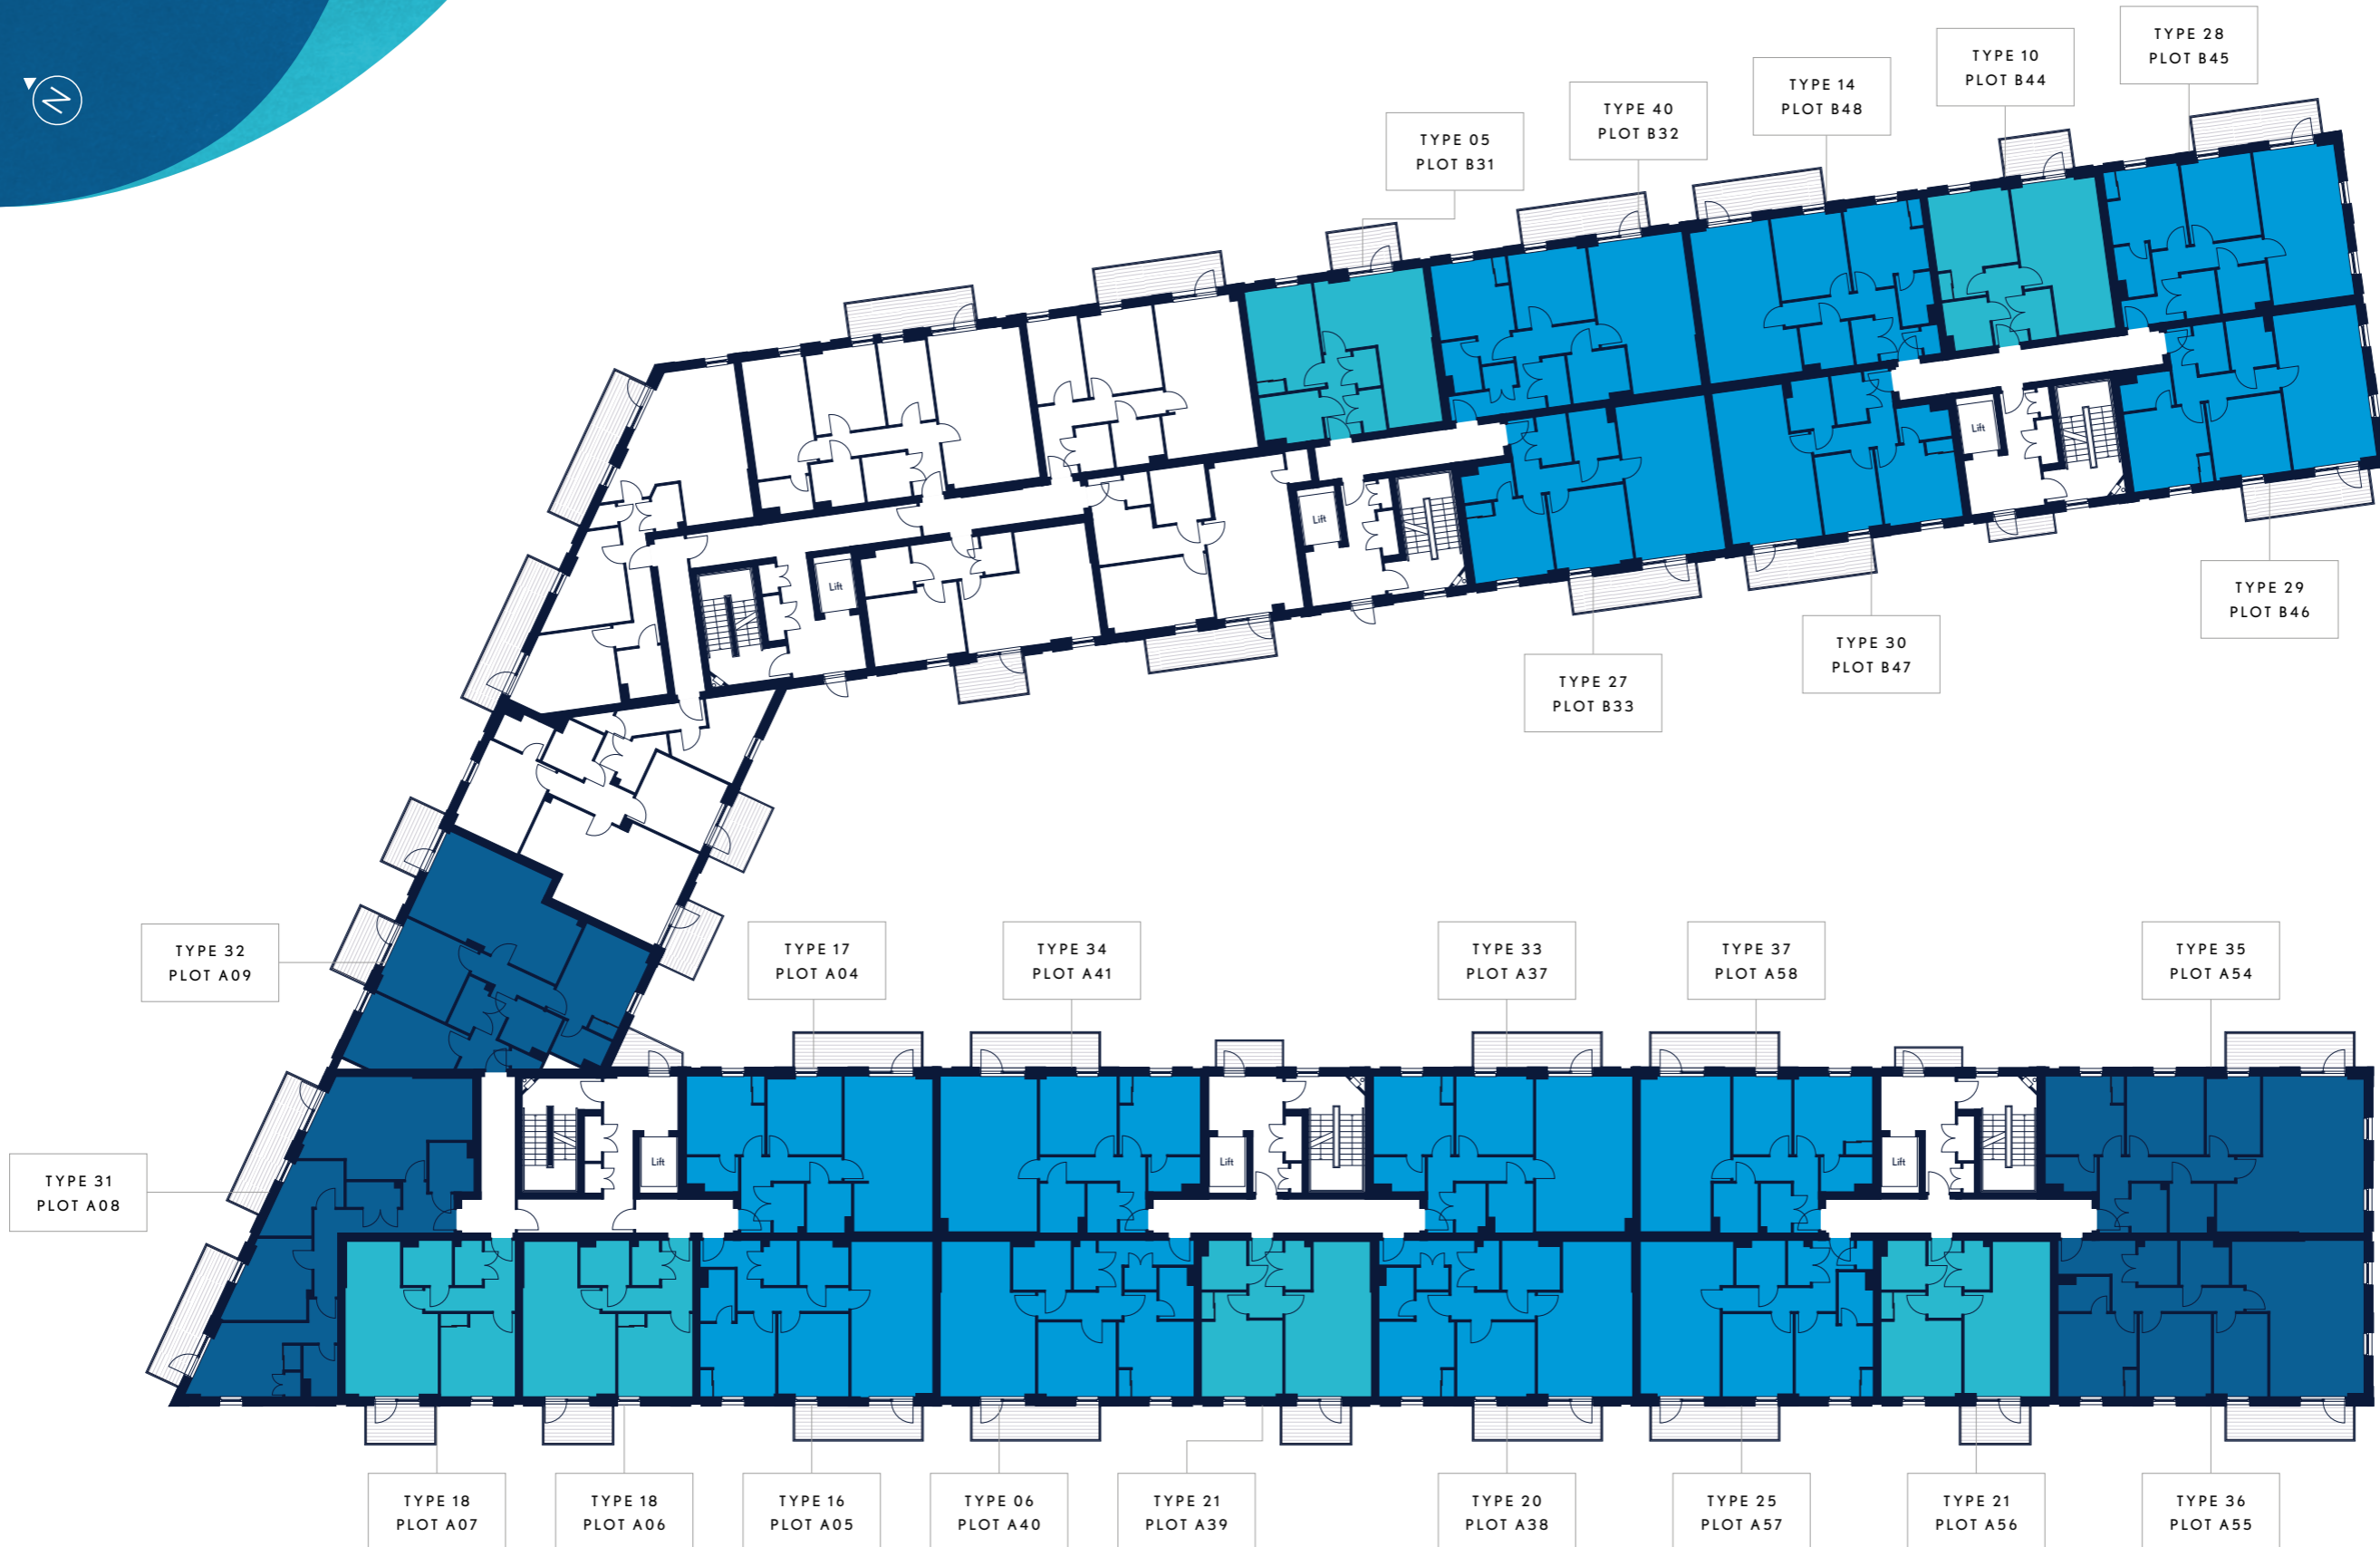 N
TYPE 28
PLOT B45
TYPE 10
PLOT B44
TYPE 14
PLOT B48
TYPE 40
PLOT B32
TYPE 05
PLOT B31
Lift
Lift
Lift
TYPE 29
PLOT B46
TYPE 30
PLOT B47
TYPE 27
PLOT B33
TYPE 32
PLOT A09
TYPE 17
PLOT A04
TYPE 34
PLOT A41
TYPE 33
PLOT A37
TYPE 37
PLOT A58
TYPE 35
PLOT A54
Lift
Lift
Lift
TYPE 31
PLOT A08
TYPE 18
PLOT A07
TYPE 18
PLOT A06
TYPE 16
PLOT A05
TYPE 06
PLOT A40
TYPE 21
PLOT A39
TYPE 20
PLOT A38
TYPE 25
PLOT A57
TYPE 21
PLOT A56
TYPE 36
PLOT A55